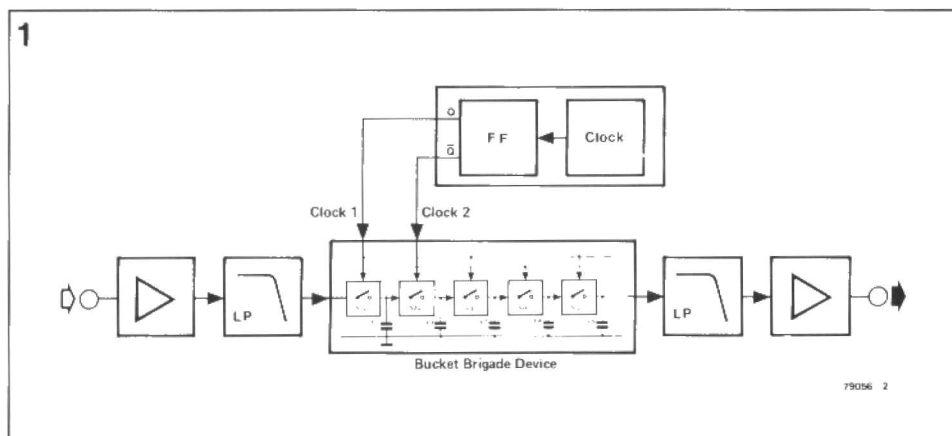 1
Q
Q̅
FF
Clock
Clock 1
Clock 2
LP
LP
Bucket Brigade Device
79056 2